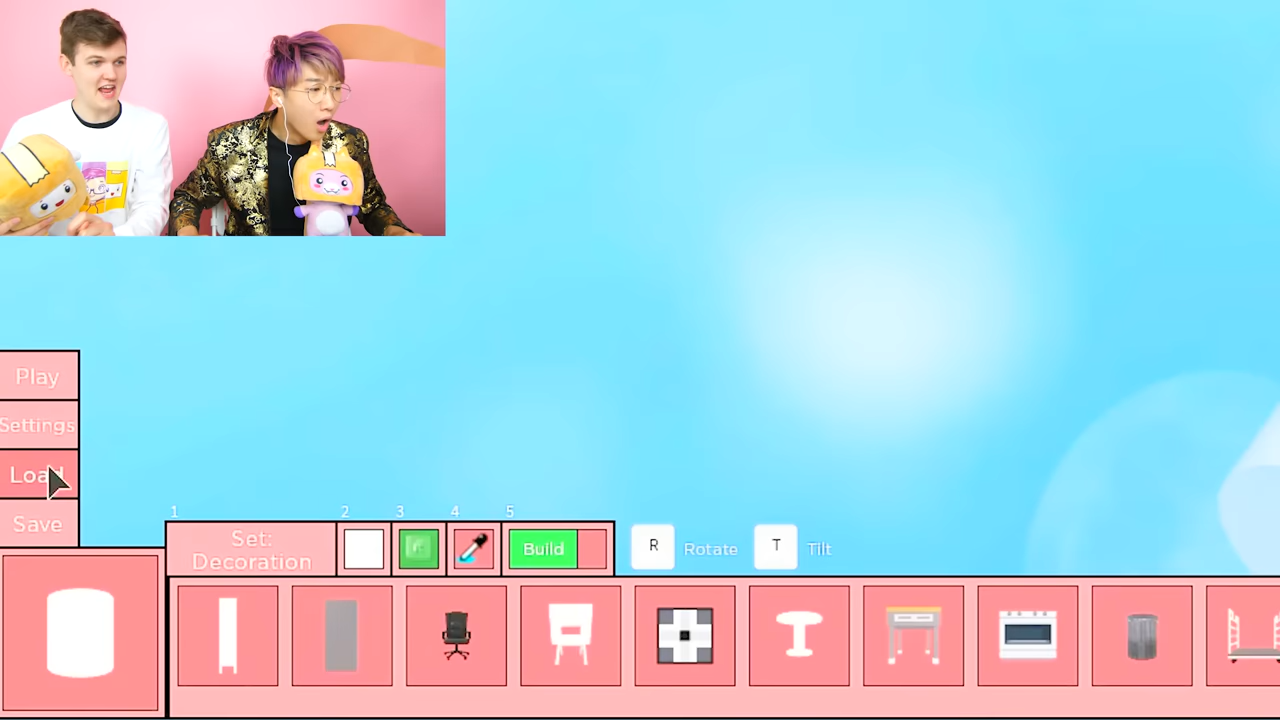 Play
Settings
Load
Save
1 2 3 4 5
Set:
Decoration
Build
R Rotate T Tilt